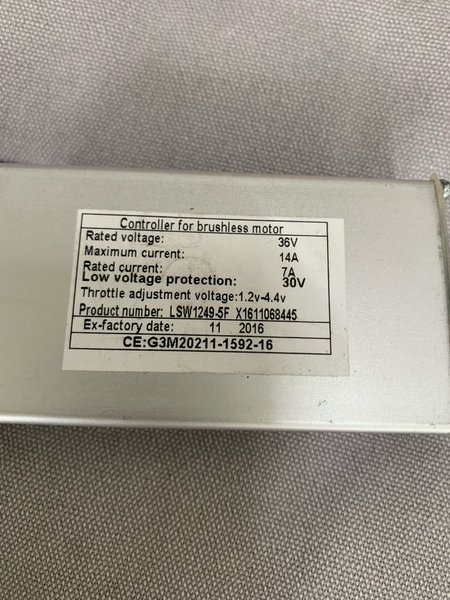 Controller for brushless motor
Rated voltage: 36V
Maximum current: 14A
Rated current: 7A
Low voltage protection: 30V
Throttle adjustment voltage:1.2v-4.4v
Product number: LSW1249-5F X1611068445
Ex-factory date: 11 2016
CE:G3M20211-1592-16